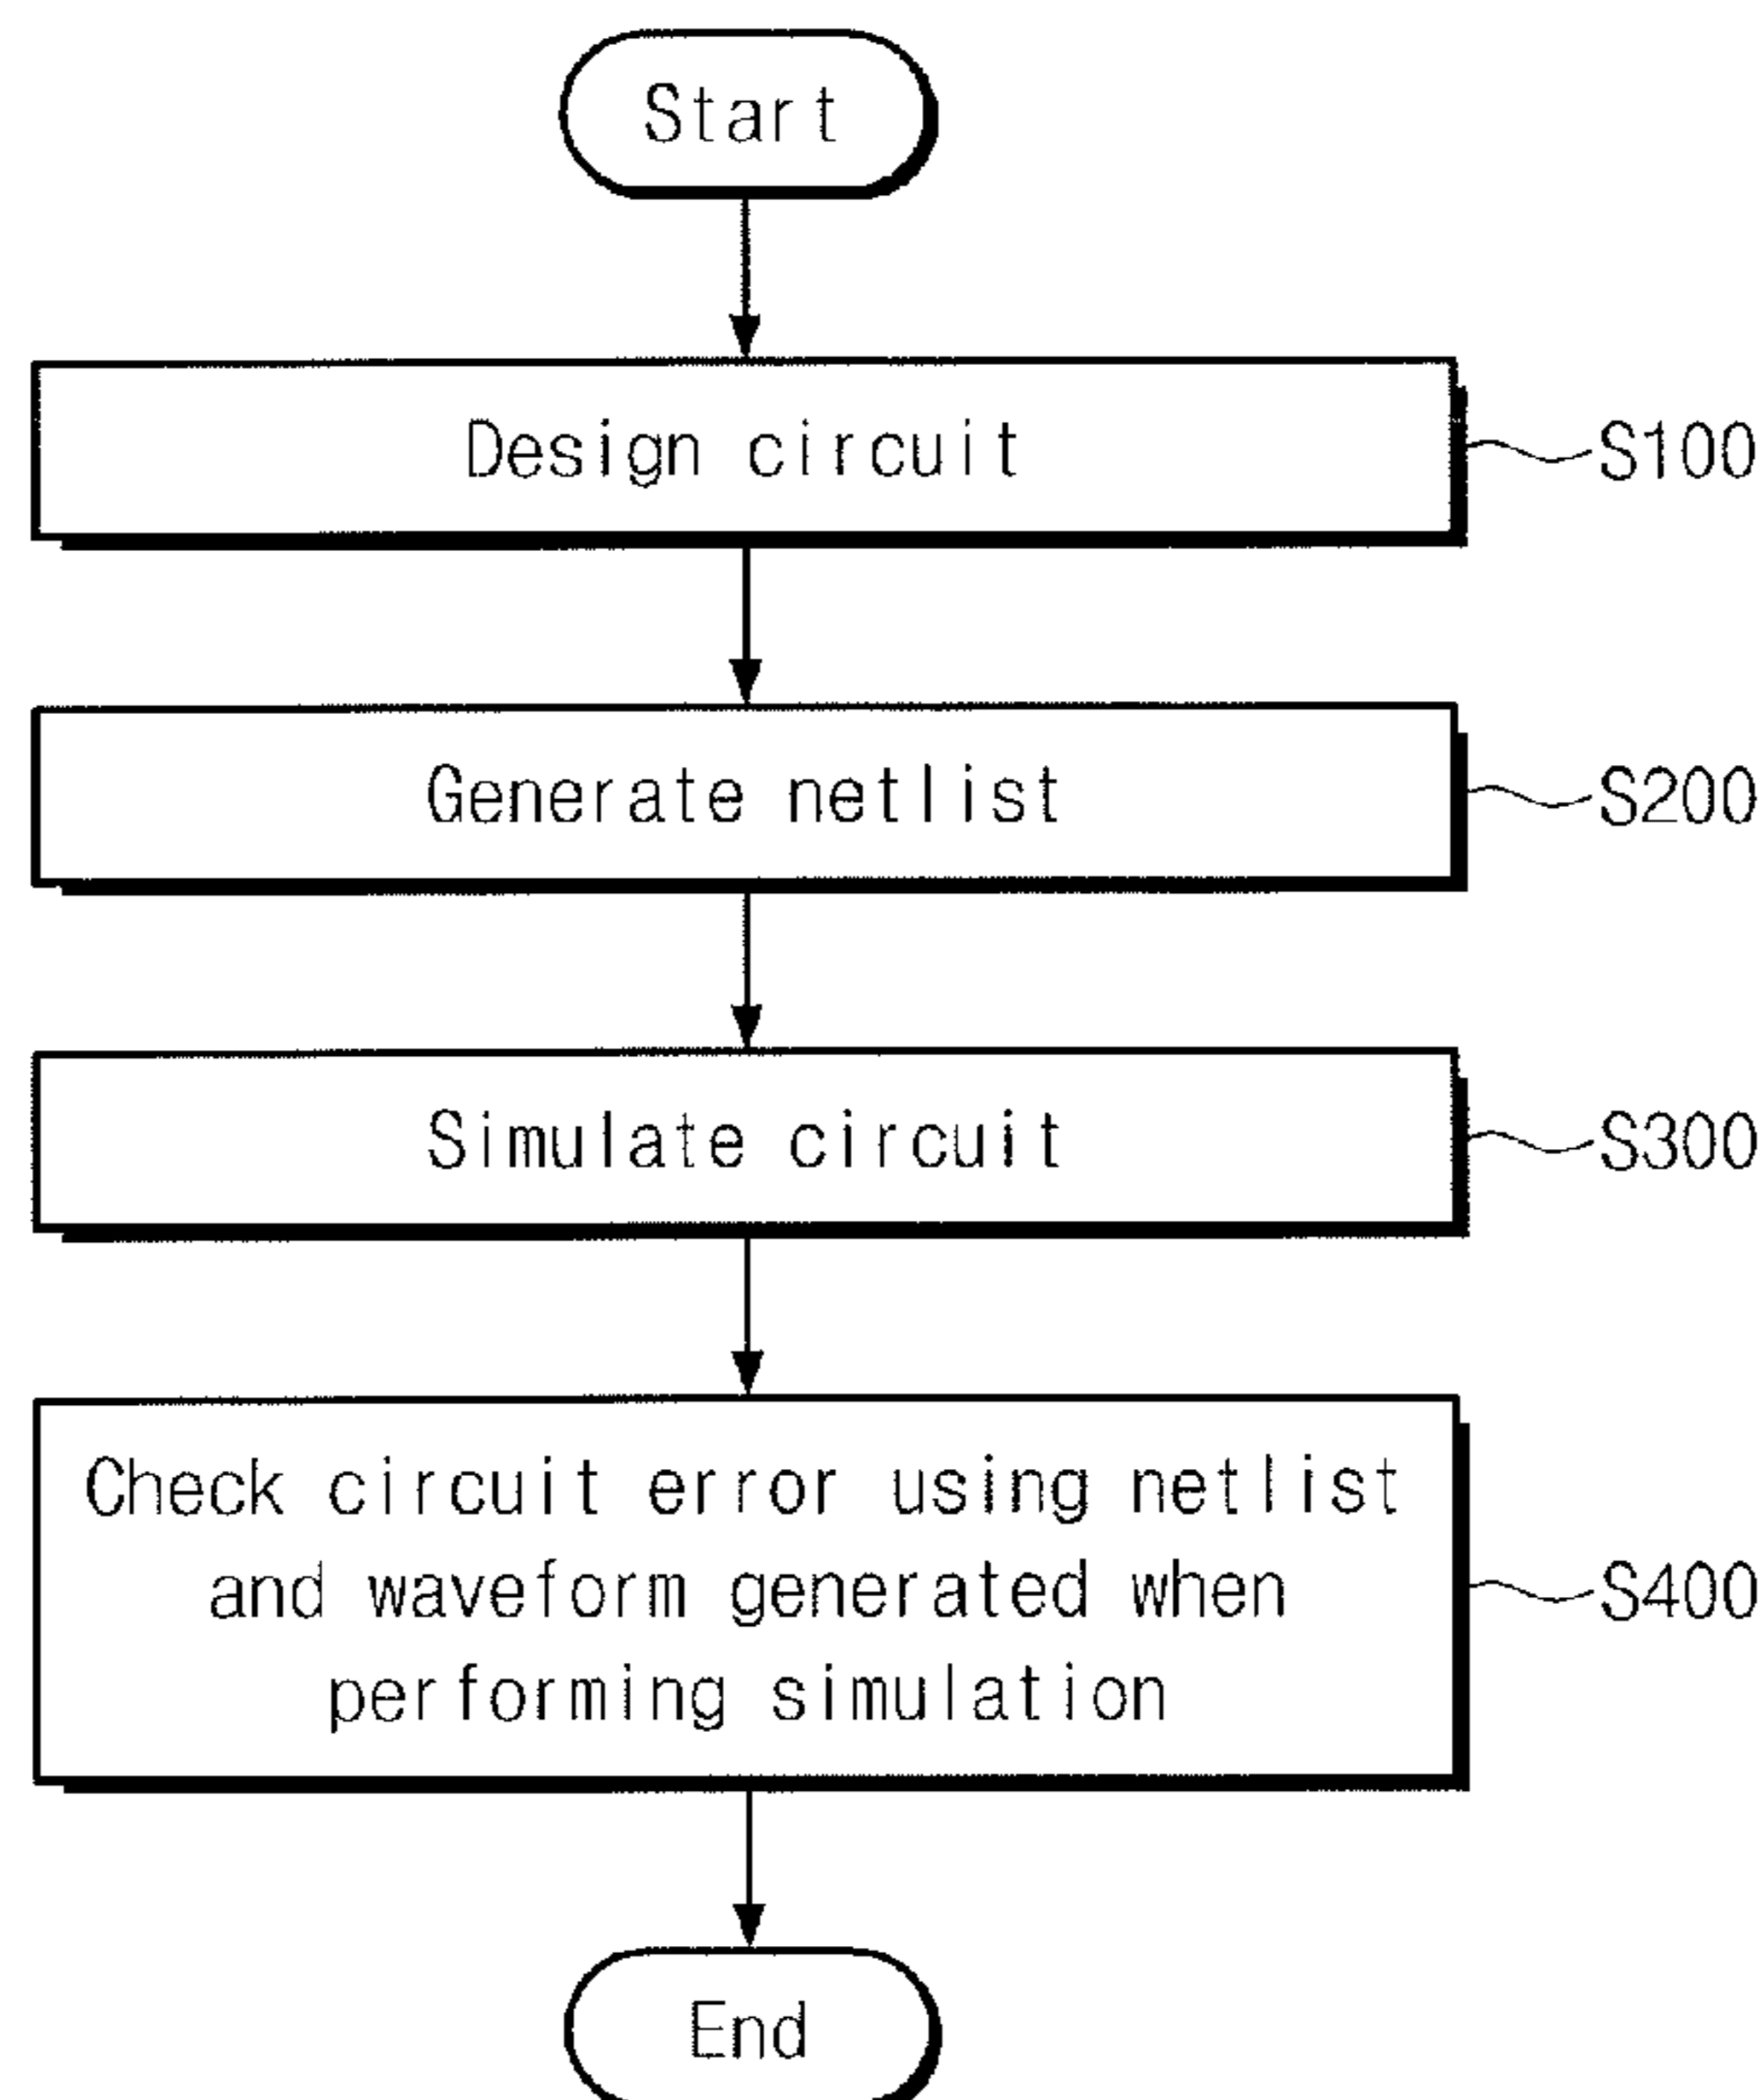 Start
Design circuit
S100
Generate netlist
S200
Simulate circuit
S300
Check circuit error using netlist
and waveform generated when
performing simulation
S400
End